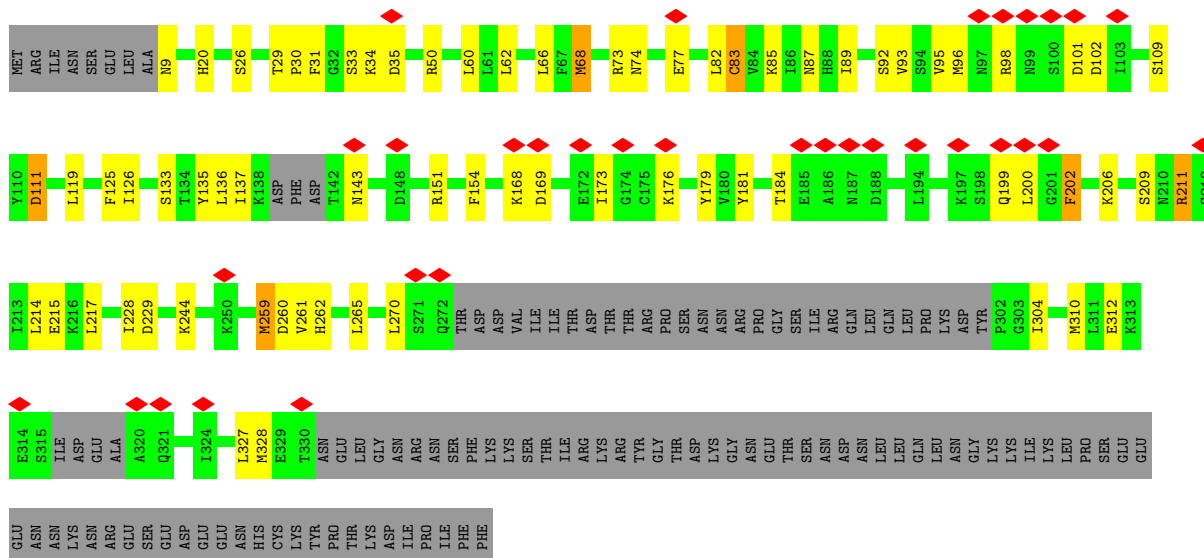 MET ARG ILE ASN SER GLU LEU ALA N9 H20 S26 T29 P30 F31 G32 S33 K34 D35 R50 L60 L61 L62 L66 F67 M68 R73 N74 E77 L82 C83 V84 K85 I86 N87 H88 I89 S92 V93 S94 V95 M96 N97 R98 N99 S100 D101 D102 I103 S109
Y110 D111 L119 F125 I126 S133 T134 Y135 L136 I137 K138 ASP PHE ASP T142 N143 D148 R151 F154 K168 D169 E172 I173 G174 C175 K176 Y179 V180 Y181 T184 E185 A186 N187 D188 L194 K197 S198 Q199 L200 G201 F202 K206 S209 N210 R211
I213 L214 E215 K216 L217 I228 D229 K244 K250 M259 D260 V261 H262 L265 L270 S271 Q272 THR ASP ASP VAL ILE ILE THR ASP THR THR ARG PRO SER ASN ASN ARG PRO GLY SER ILE ARG GLN LEU GLN LEU PRO LYS ASP TYR P302 G303 I304 M310 L311 E312 K313
E314 S315 ILE ASP GLU ALA A320 Q321 I324 L327 M328 E329 T330 ASN GLU LEU GLY ASN ARG ASN SER PHE LYS LYS SER THR ILE ARG LYS ARG TYR GLY THR ASP LYS GLY ASN GLU THR SER ASN ASP ASN LEU LEU GLN LEU ASN GLY LYS LYS ILE LYS LEU PRO SER GLU GLU
GLU ASN ASN LYS ASN ARG GLU SER GLU ASP GLU GLU ASN HIS CYS LYS TYR PRO THR LYS ASP ILE PRO ILE PHE PHE